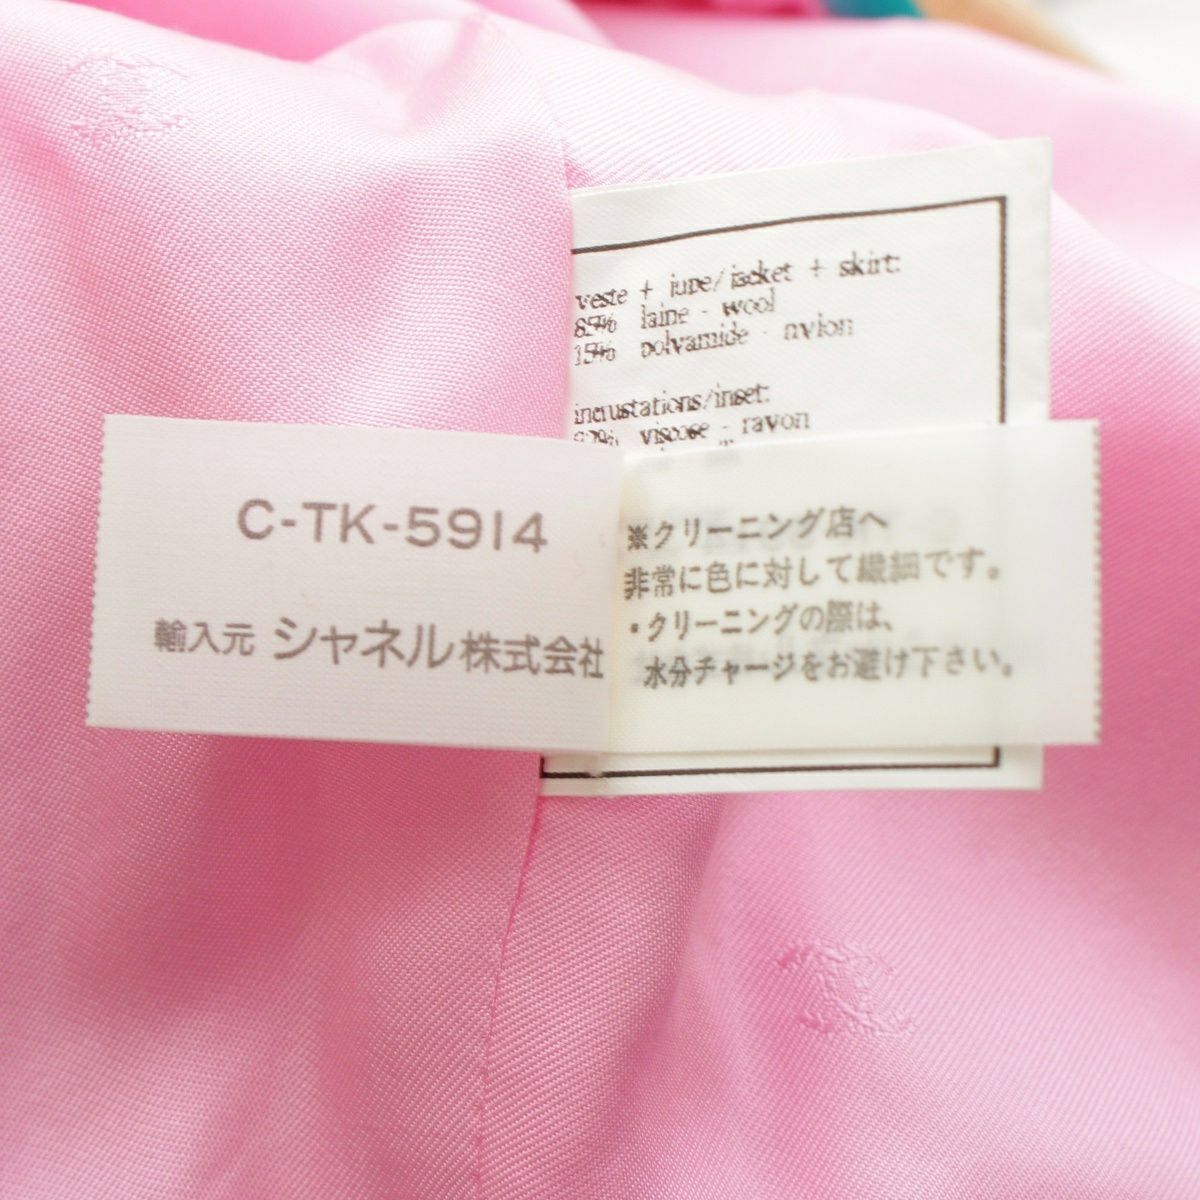 veste + jupe/jacket + skirt:
85% laine - wool
15% polyamide - nylon
incrustations/inset:
viscose - rayon
C-TK-5914
輸入元 シャネル株式会社
※クリーニング店へ
非常に色に対して繊細です。
・クリーニングの際は、
水分チャージをお避け下さい。